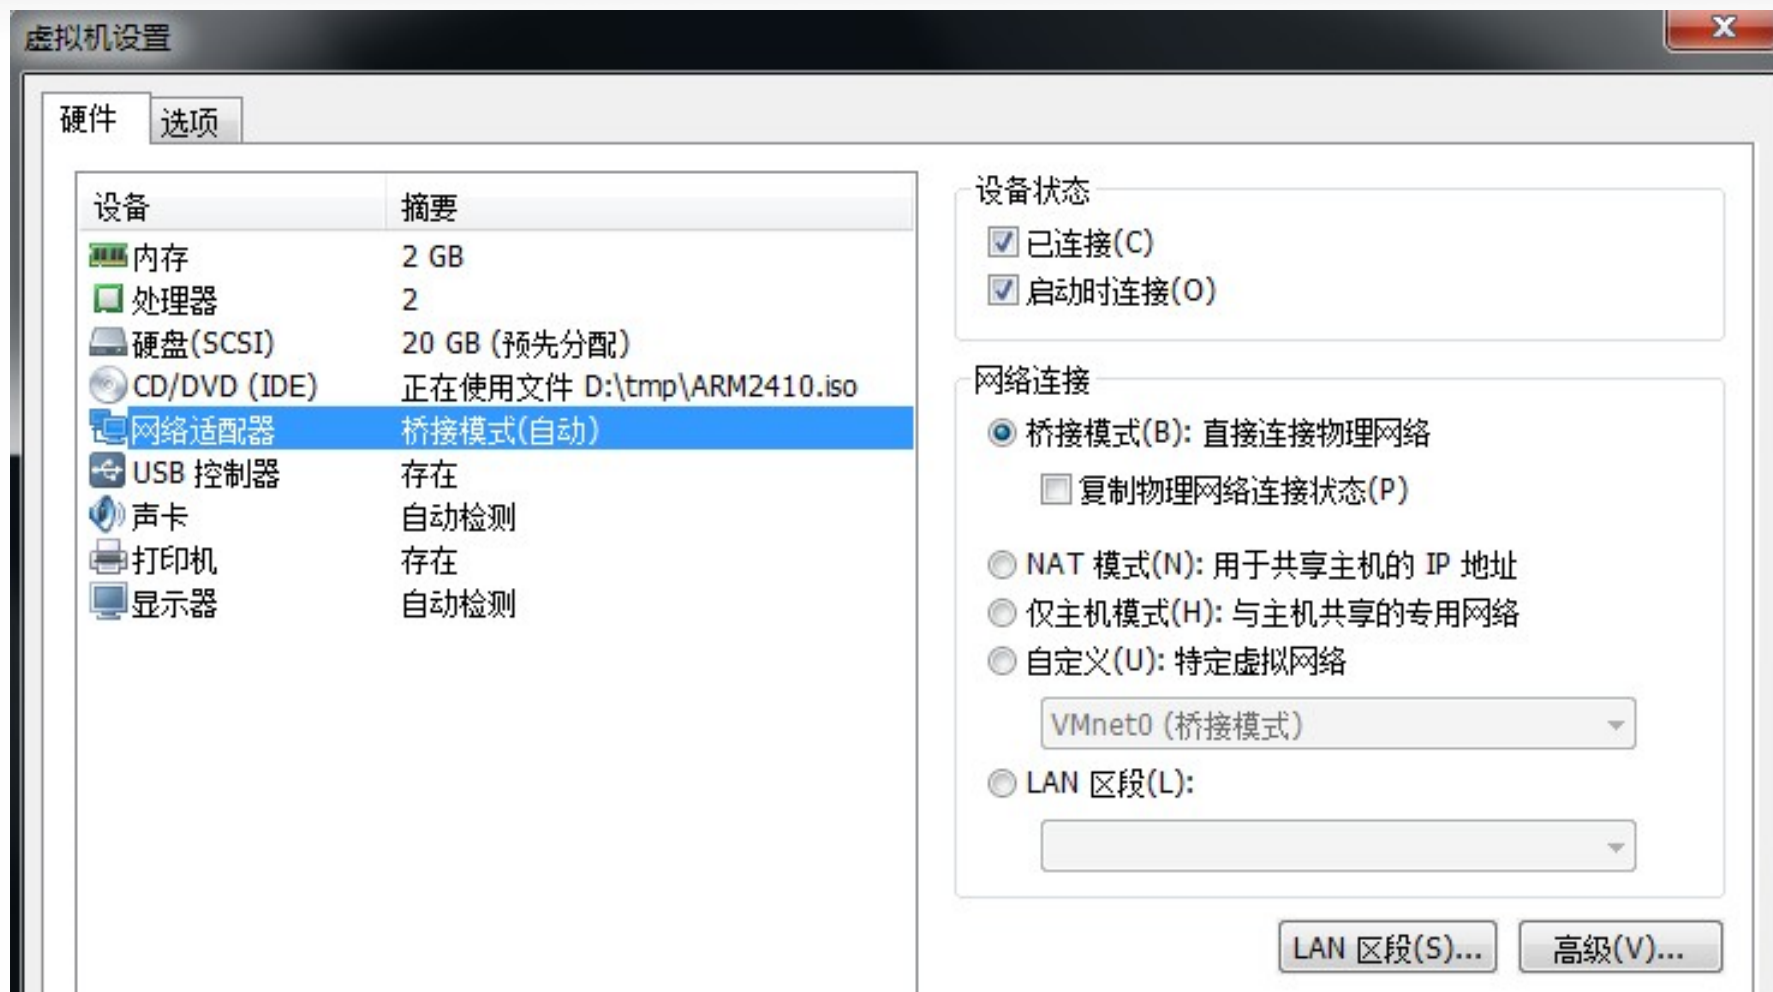 虚拟机设置
硬件 选项
设备 摘要
内存 2 GB
处理器 2
硬盘(SCSI) 20 GB (预先分配)
CD/DVD (IDE) 正在使用文件 D:\tmp\ARM2410.iso
网络适配器 桥接模式(自动)
USB 控制器 存在
声卡 自动检测
打印机 存在
显示器 自动检测
设备状态
已连接(C)
启动时连接(O)
网络连接
桥接模式(B): 直接连接物理网络
复制物理网络连接状态(P)
NAT 模式(N): 用于共享主机的 IP 地址
仅主机模式(H): 与主机共享的专用网络
自定义(U): 特定虚拟网络
VMnet0 (桥接模式)
LAN 区段(L):
LAN 区段(S)... 高级(V)...